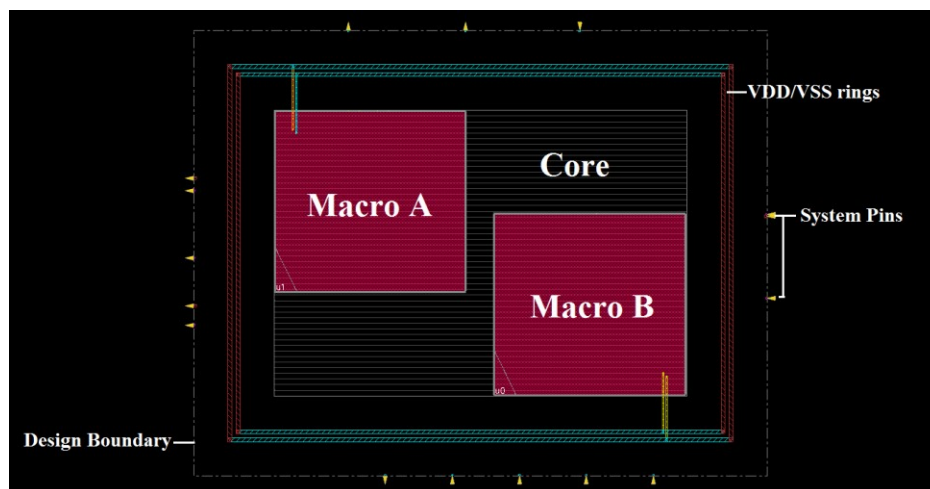 VDD/VSS rings
Core
Macro A
System Pins
u1
Macro B
u0
Design Boundary